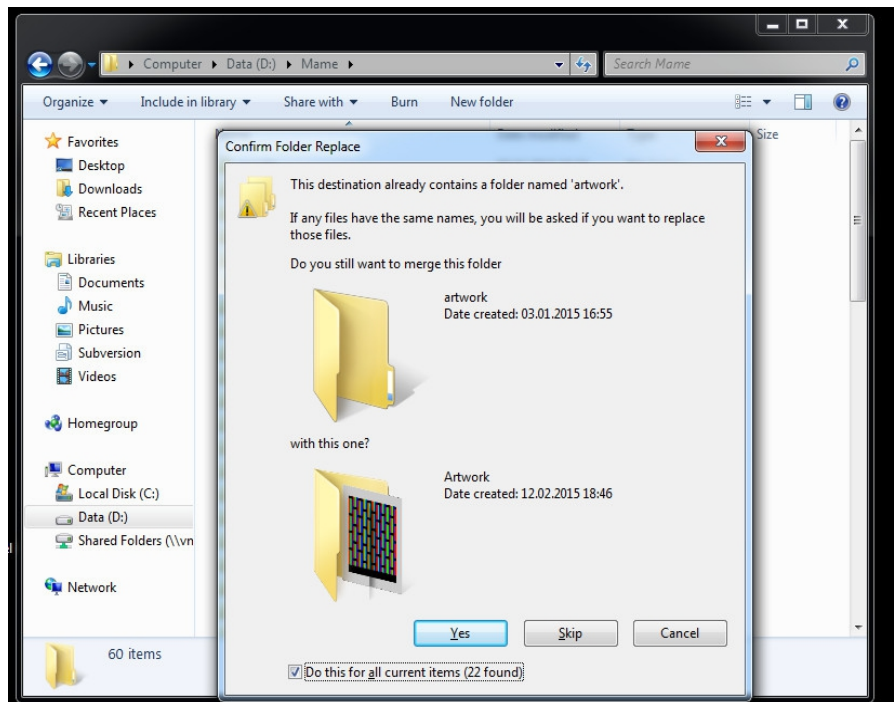 Computer ▸ Data (D:) ▸ Mame ▸
Search Mame
Organize Include in library Share with Burn New folder
Size
Favorites
Desktop
Downloads
Recent Places
Libraries
Documents
Music
Pictures
Subversion
Videos
Homegroup
Computer
Local Disk (C:)
Data (D:)
Shared Folders (\\vn
Network
60 items
Confirm Folder Replace
This destination already contains a folder named 'artwork'.
If any files have the same names, you will be asked if you want to replace
those files.
Do you still want to merge this folder
artwork
Date created: 03.01.2015 16:55
with this one?
Artwork
Date created: 12.02.2015 18:46
Yes Skip Cancel
Do this for all current items (22 found)